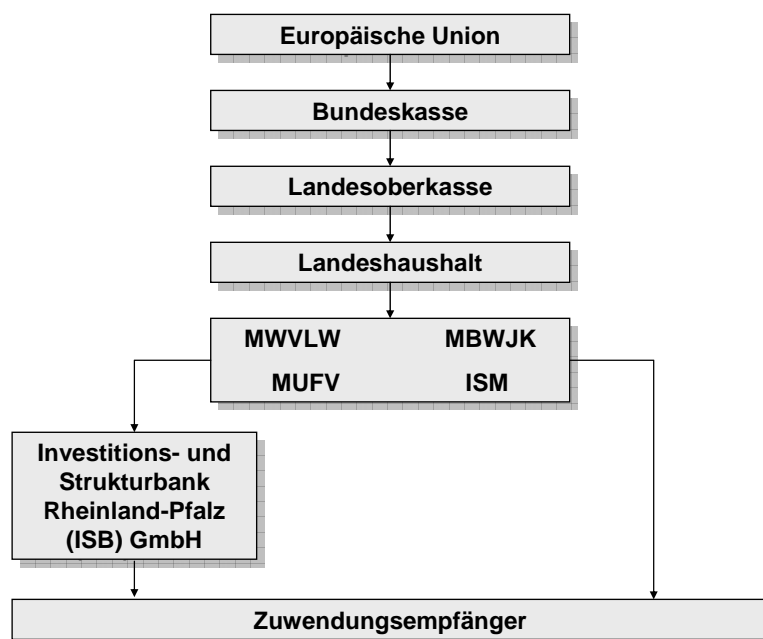 Europäische Union
Bundeskasse
Landesoberkasse
Landeshaushalt
MWVLW MBWJK
MUFV ISM
Investitions- und
Strukturbank
Rheinland-Pfalz
(ISB) GmbH
Zuwendungsempfänger